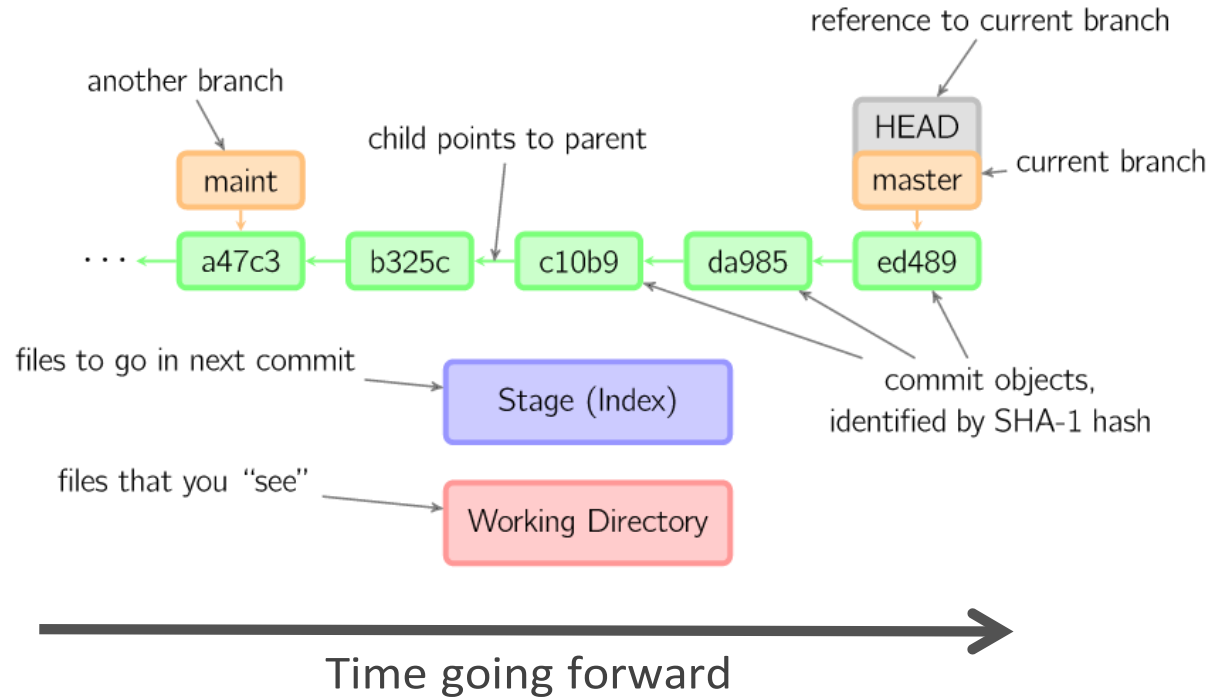 reference to current branch
another branch
HEAD
child points to parent
current branch
maint
master
...
a47c3
b325c
c10b9
da985
ed489
files to go in next commit
Stage (Index)
commit objects,
identified by SHA-1 hash
files that you “see”
Working Directory
Time going forward